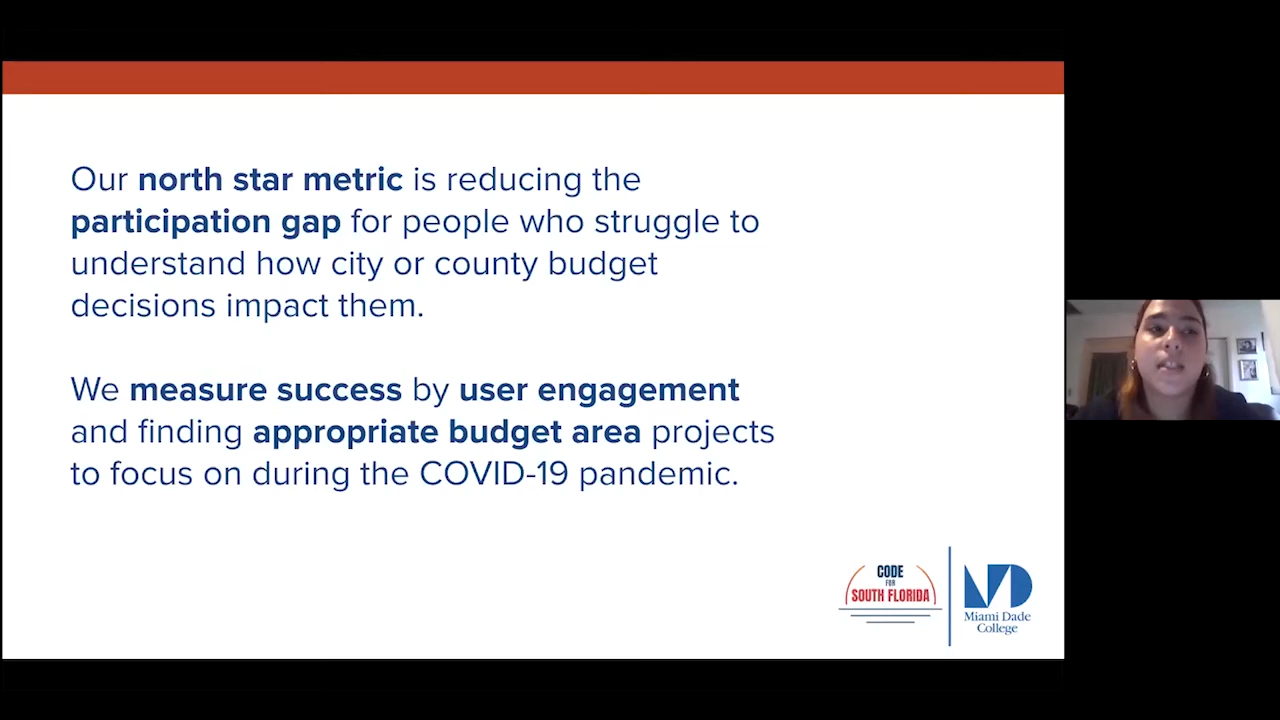 Our north star metric is reducing the
participation gap for people who struggle to
understand how city or county budget
decisions impact them.
We measure success by user engagement
and finding appropriate budget area projects
to focus on during the COVID-19 pandemic.
CODE
FOR
SOUTH FLORIDA
MD
Miami Dade
College